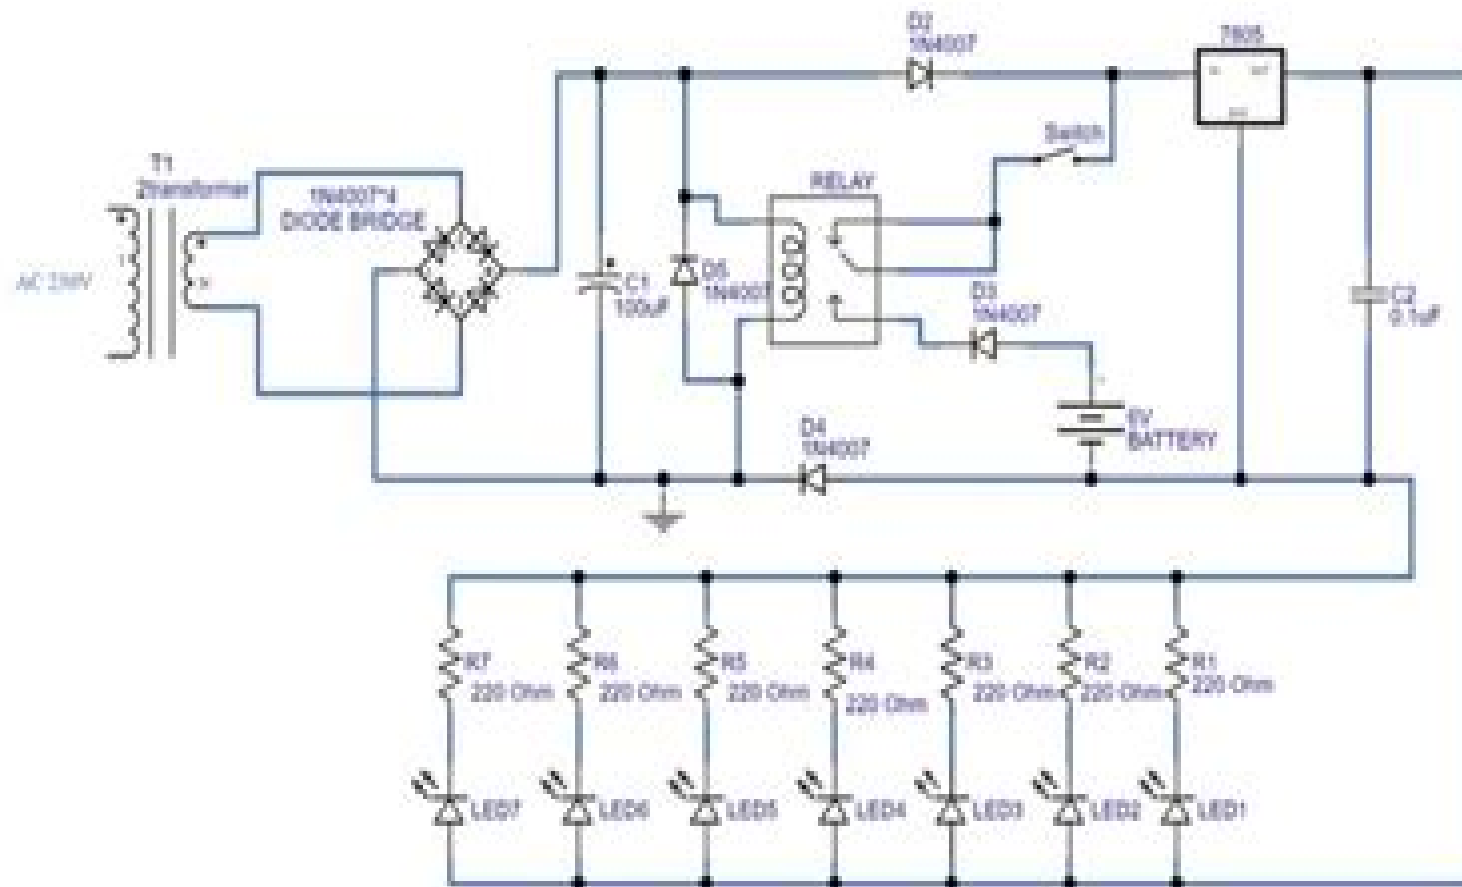 D2
1N4007
7805
Switch
T1
2transformer
1N4007*4
DIODE BRIDGE
RELAY
AC 230V
C1
100uF
D5
1N4007
D3
1N4007
C2
0.1uF
6V
BATTERY
D4
1N4007
R7
220 Ohm
R6
220 Ohm
R5
220 Ohm
R4
220 Ohm
R3
220 Ohm
R2
220 Ohm
R1
220 Ohm
LED7
LED6
LED5
LED4
LED3
LED2
LED1